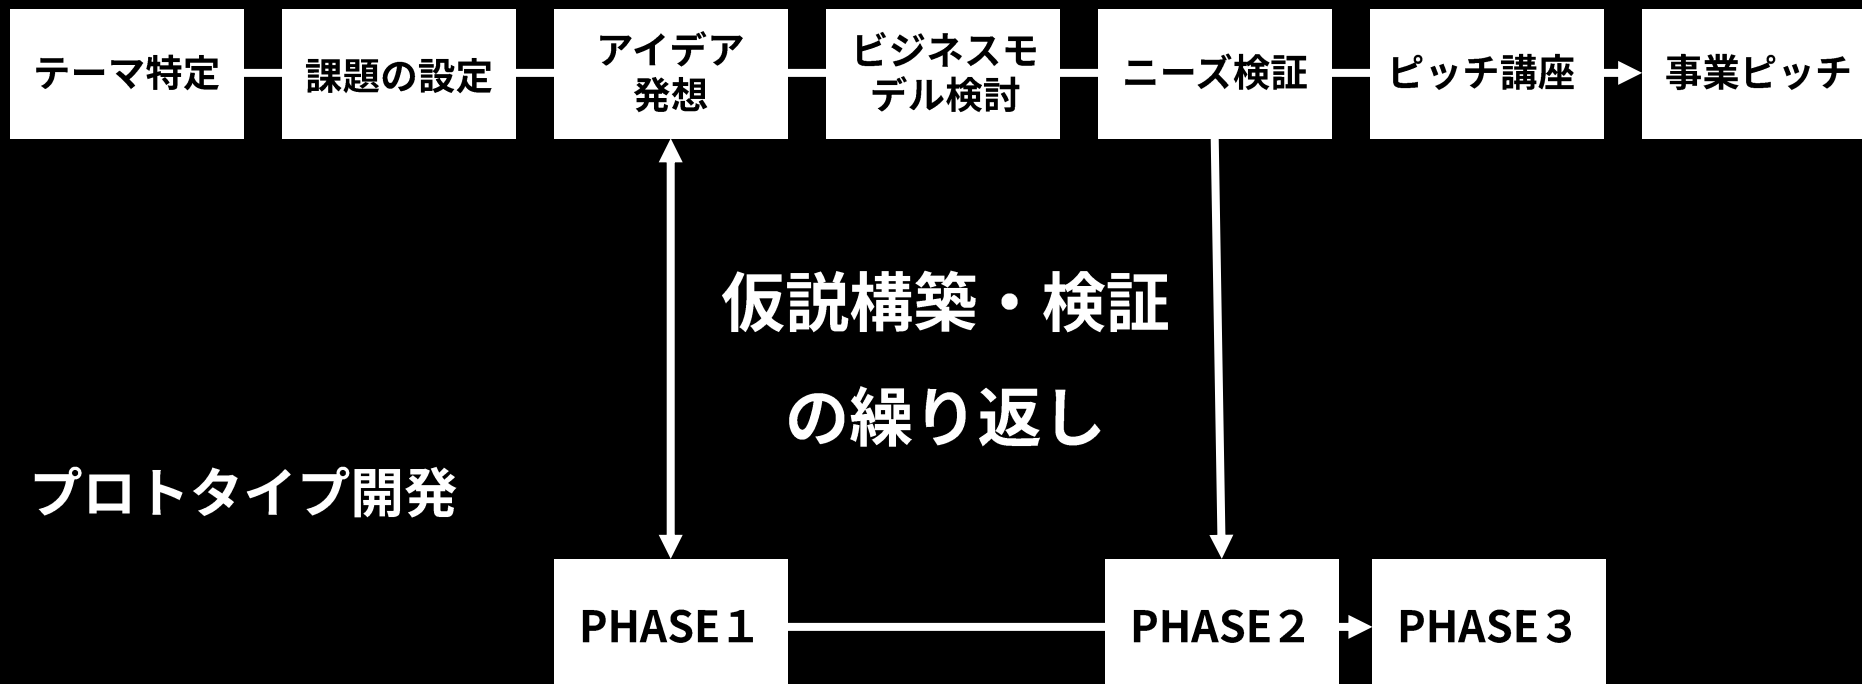 テーマ特定
課題の設定
アイデア
発想
ビジネスモ
デル検討
ニーズ検証
ピッチ講座
事業ピッチ
仮説構築・検証
の繰り返し
プロトタイプ開発
PHASE１
PHASE２
PHASE３